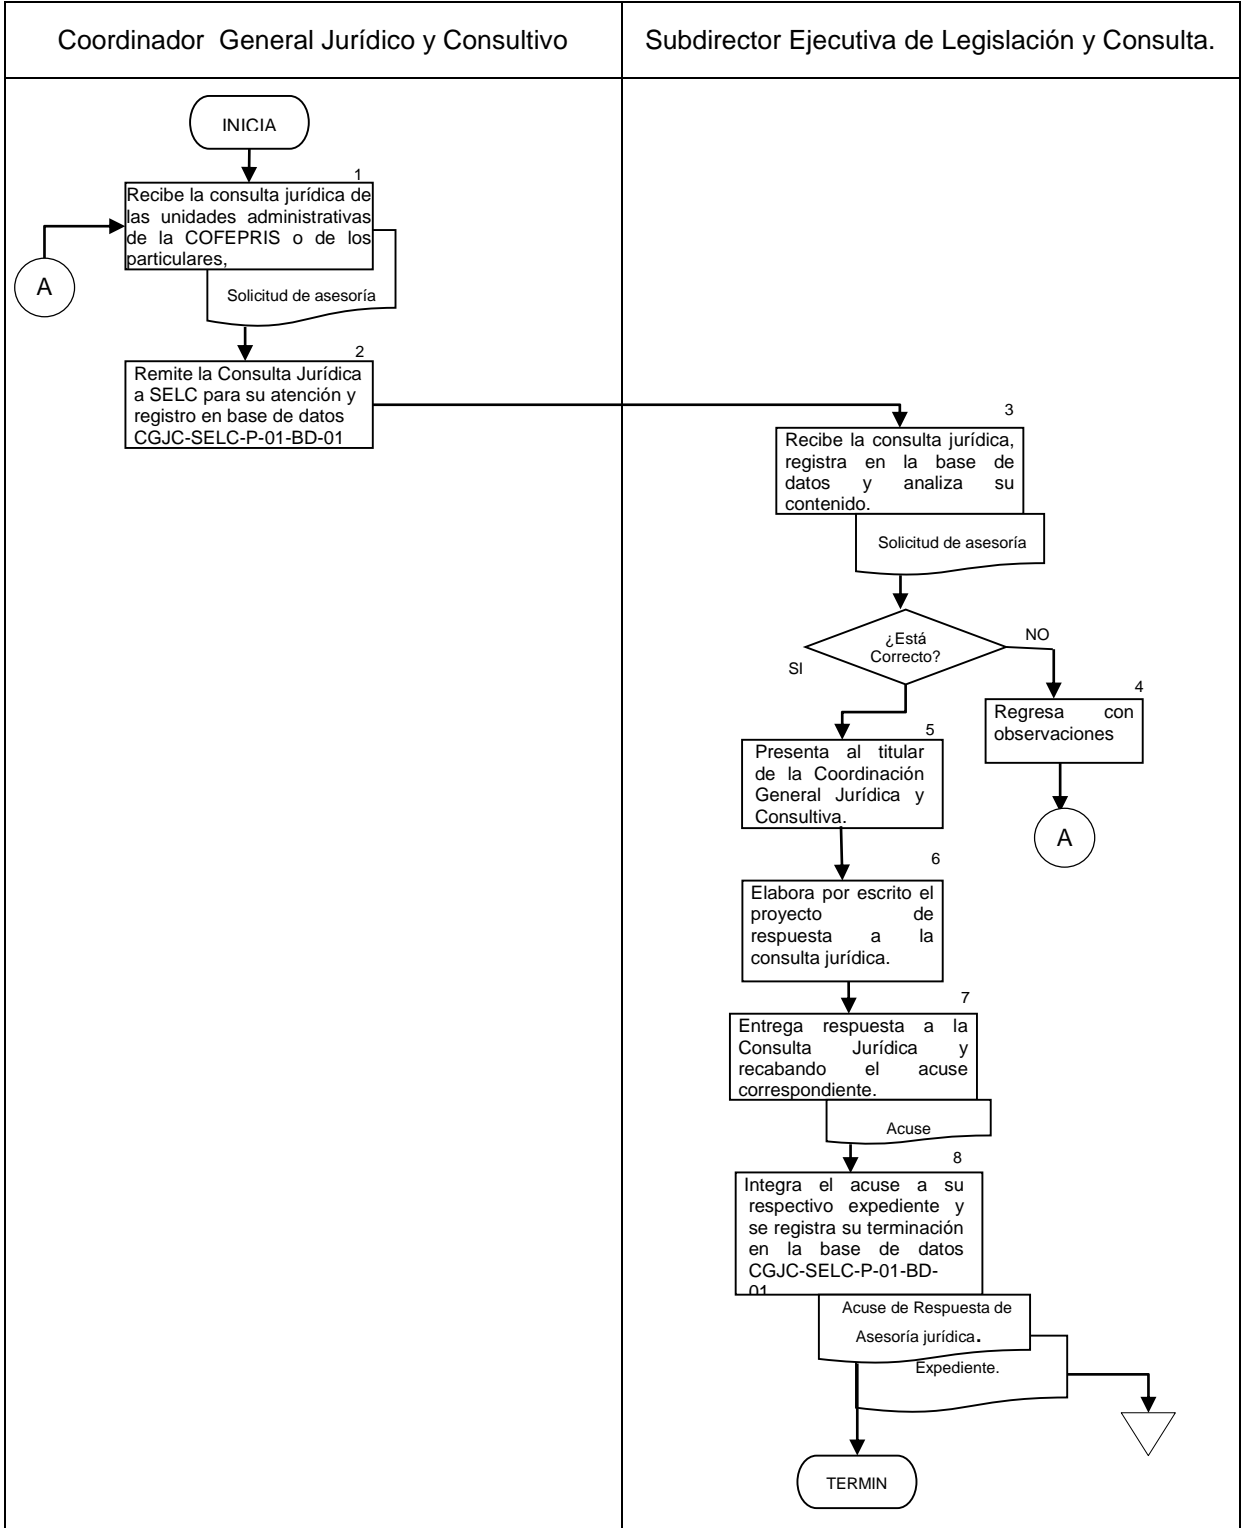 Coordinador General Jurídico y Consultivo
Subdirector Ejecutiva de Legislación y Consulta.
INICIA
1
Recibe la consulta jurídica de
las unidades administrativas
de la COFEPRIS o de los
particulares,
A
Solicitud de asesoría
2
Remite la Consulta Jurídica
a SELC para su atención y
registro en base de datos
CGJC-SELC-P-01-BD-01
3
Recibe la consulta jurídica,
registra en la base de
datos y analiza su
contenido.
Solicitud de asesoría
¿Está
Correcto?
NO
SI
4
Regresa con
observaciones
A
5
Presenta al titular
de la Coordinación
General Jurídica y
Consultiva.
6
Elabora por escrito el
proyecto de
respuesta a la
consulta jurídica.
7
Entrega respuesta a la
Consulta Jurídica y
recabando el acuse
correspondiente.
Acuse
8
Integra el acuse a su
respectivo expediente y
se registra su terminación
en la base de datos
CGJC-SELC-P-01-BD-
01
Acuse de Respuesta de
Asesoría jurídica.
Expediente.
TERMIN